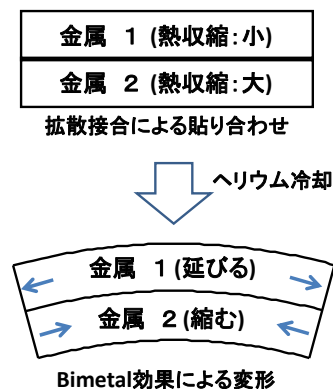 金属 1 (熱収縮:小)
金属 2 (熱収縮:大)
拡散接合による貼り合わせ
ヘリウム冷却
金属 1 (延びる)
金属 2 (縮む)
Bimetal効果による変形